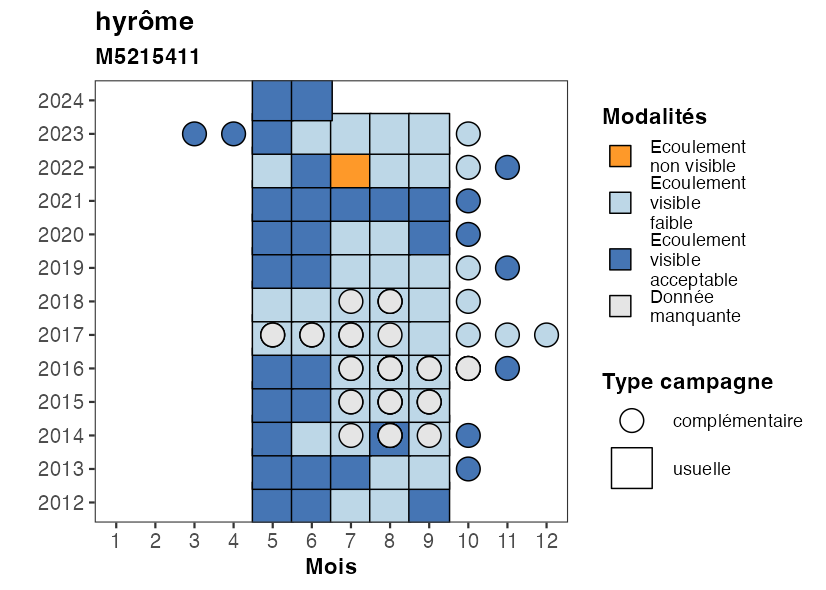 hyrôme
M5215411
2024
2023
2022
2021
2020
2019
2018
2017
2016
2015
2014
2013
2012
1 2 3 4 5 6 7 8 9 10 11 12
Mois
Modalités
Ecoulement
non visible
Ecoulement
visible
faible
Ecoulement
visible
acceptable
Donnée
manquante
Type campagne
complémentaire
usuelle